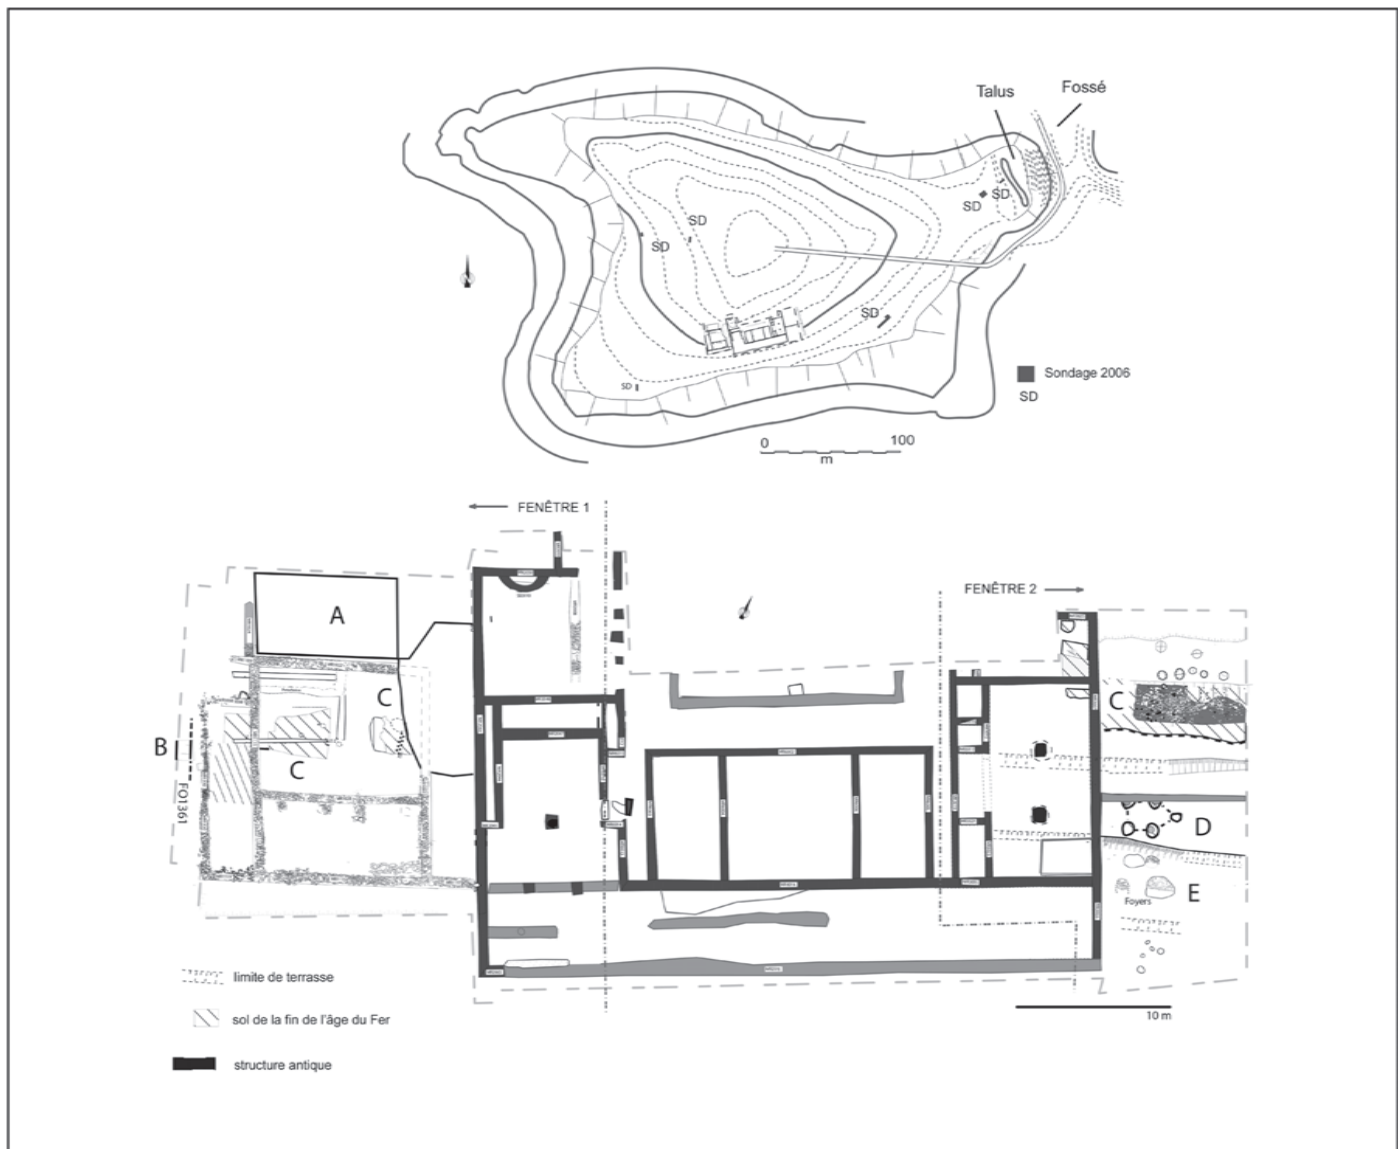 Talus
Fossé
SD
SD
SD
SD
SD
SD
Sondage 2006
SD
0
100
m
FENÊTRE 1
FENÊTRE 2
A
C
C
C
B
FO1361
D
E
Foyers
limite de terrasse
10 m
sol de la fin de l'âge du Fer
structure antique